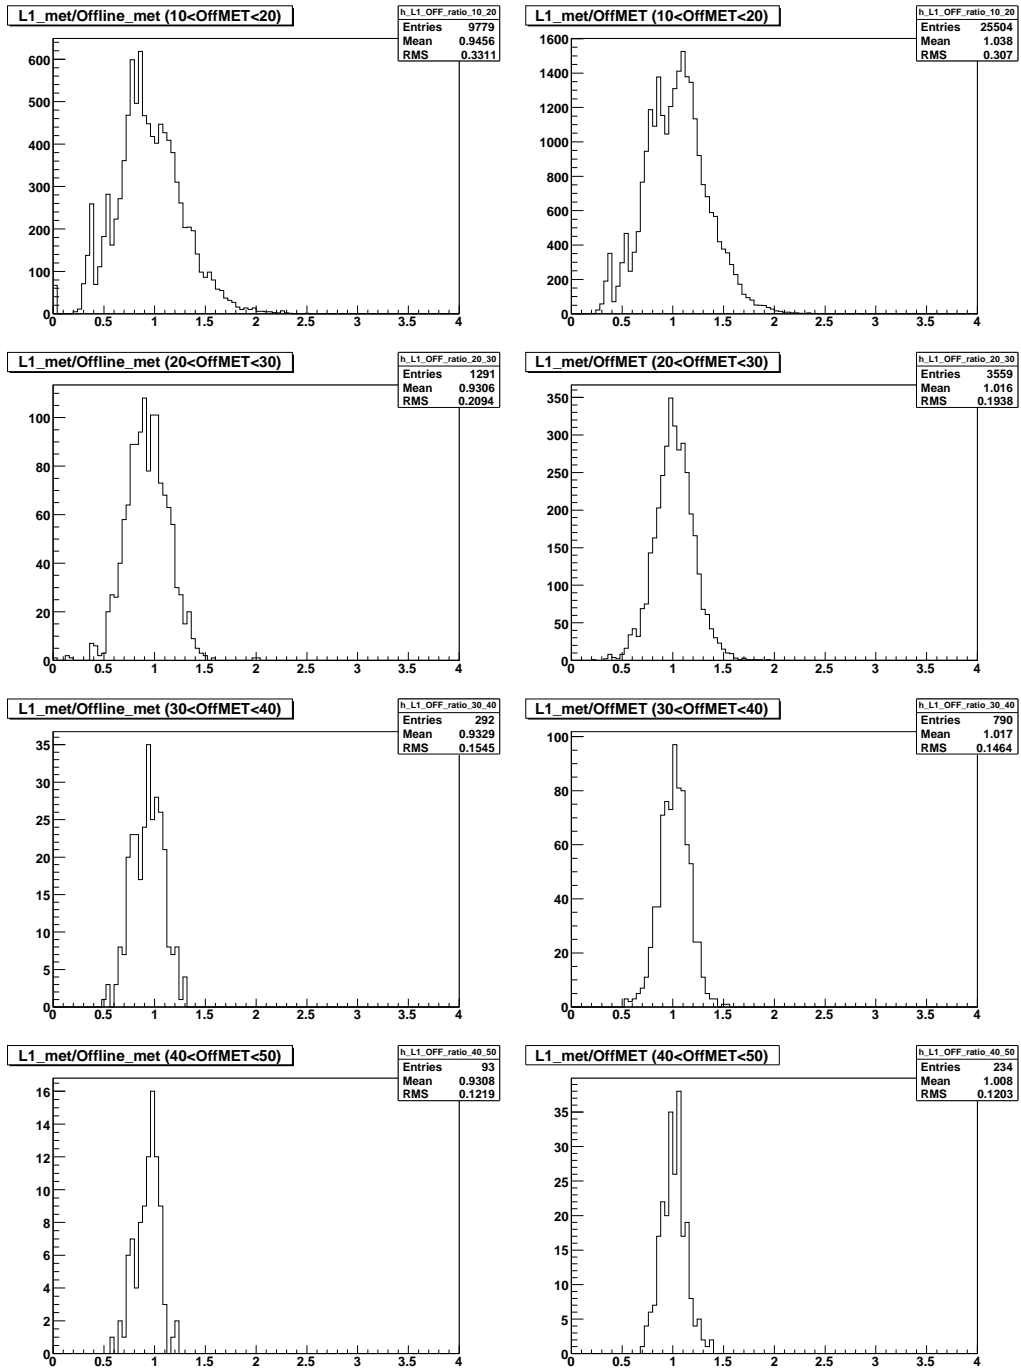 L1_met/Offline_met (10<OffMET<20)
h_L1_OFF_ratio_10_20
Entries 9779
Mean 0.9456
RMS 0.3311
600
500
400
300
200
100
0
0 0.5 1 1.5 2 2.5 3 3.5 4
L1_met/OffMET (10<OffMET<20)
h_L1_OFF_ratio_10_20
Entries 25504
Mean 1.038
RMS 0.307
1600
1400
1200
1000
800
600
400
200
0
0 0.5 1 1.5 2 2.5 3 3.5 4
L1_met/Offline_met (20<OffMET<30)
h_L1_OFF_ratio_20_30
Entries 1291
Mean 0.9306
RMS 0.2094
100
80
60
40
20
0
0 0.5 1 1.5 2 2.5 3 3.5 4
L1_met/OffMET (20<OffMET<30)
h_L1_OFF_ratio_20_30
Entries 3559
Mean 1.016
RMS 0.1938
350
300
250
200
150
100
50
0
0 0.5 1 1.5 2 2.5 3 3.5 4
L1_met/Offline_met (30<OffMET<40)
h_L1_OFF_ratio_30_40
Entries 292
Mean 0.9329
RMS 0.1545
35
30
25
20
15
10
5
0
0 0.5 1 1.5 2 2.5 3 3.5 4
L1_met/OffMET (30<OffMET<40)
h_L1_OFF_ratio_30_40
Entries 790
Mean 1.017
RMS 0.1464
100
80
60
40
20
0
0 0.5 1 1.5 2 2.5 3 3.5 4
L1_met/Offline_met (40<OffMET<50)
h_L1_OFF_ratio_40_50
Entries 93
Mean 0.9308
RMS 0.1219
16
14
12
10
8
6
4
2
0
0 0.5 1 1.5 2 2.5 3 3.5 4
L1_met/OffMET (40<OffMET<50)
h_L1_OFF_ratio_40_50
Entries 234
Mean 1.008
RMS 0.1203
35
30
25
20
15
10
5
0
0 0.5 1 1.5 2 2.5 3 3.5 4